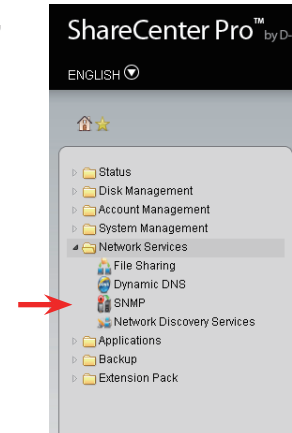 ShareCenter Pro™ by D-
ENGLISH
Status
Disk Management
Account Management
System Management
Network Services
File Sharing
Dynamic DNS
SNMP
Network Discovery Services
Applications
Backup
Extension Pack